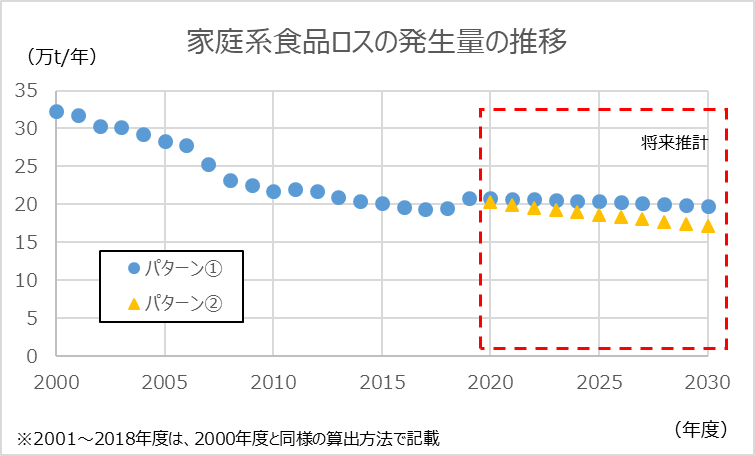 家庭系食品ロスの発生量の推移
（万t/年）
35
30
25
20
15
10
5
0
将来推計
パターン①
パターン②
2000 2005 2010 2015 2020 2025 2030
（年度）
※2001～2018年度は、2000年度と同様の算出方法で記載